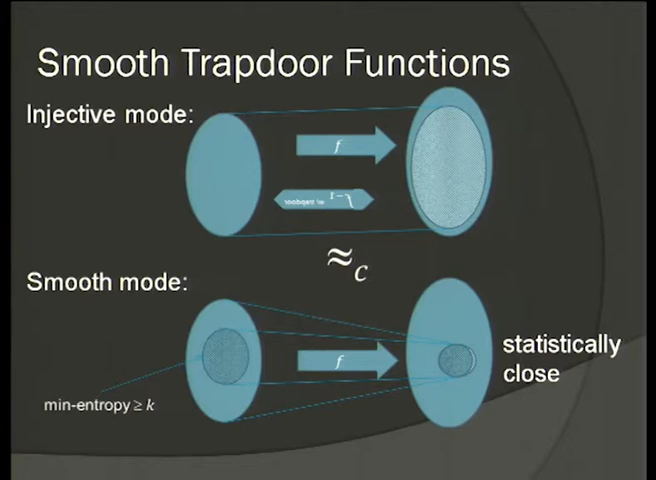 Smooth Trapdoor Functions
Injective mode:
f
≈c
Smooth mode:
f
statistically
close
min-entropy ≥ k